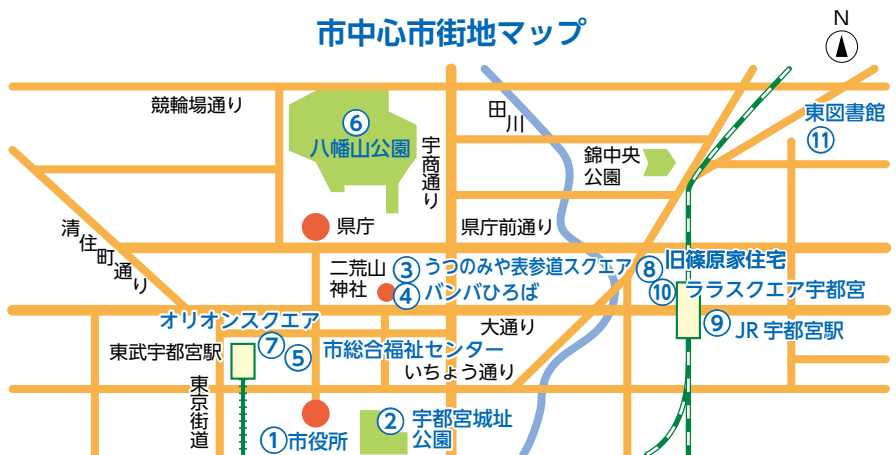 市中心市街地マップ
N
競輪場通り
⑥
八幡山公園
宇商通り
田川
錦中央
公園
東図書館
⑪
清住町通り
県庁
県庁前通り
二荒山
神社
③うつのみや表参道スクエア
④バンバひろば
⑧旧篠原家住宅
⑩ララスクエア宇都宮
⑨JR宇都宮駅
オリオンスクエア
⑦
大通り
東武宇都宮駅
⑤市総合福祉センター
いちょう通り
東京街道
①市役所
②宇都宮城址
公園